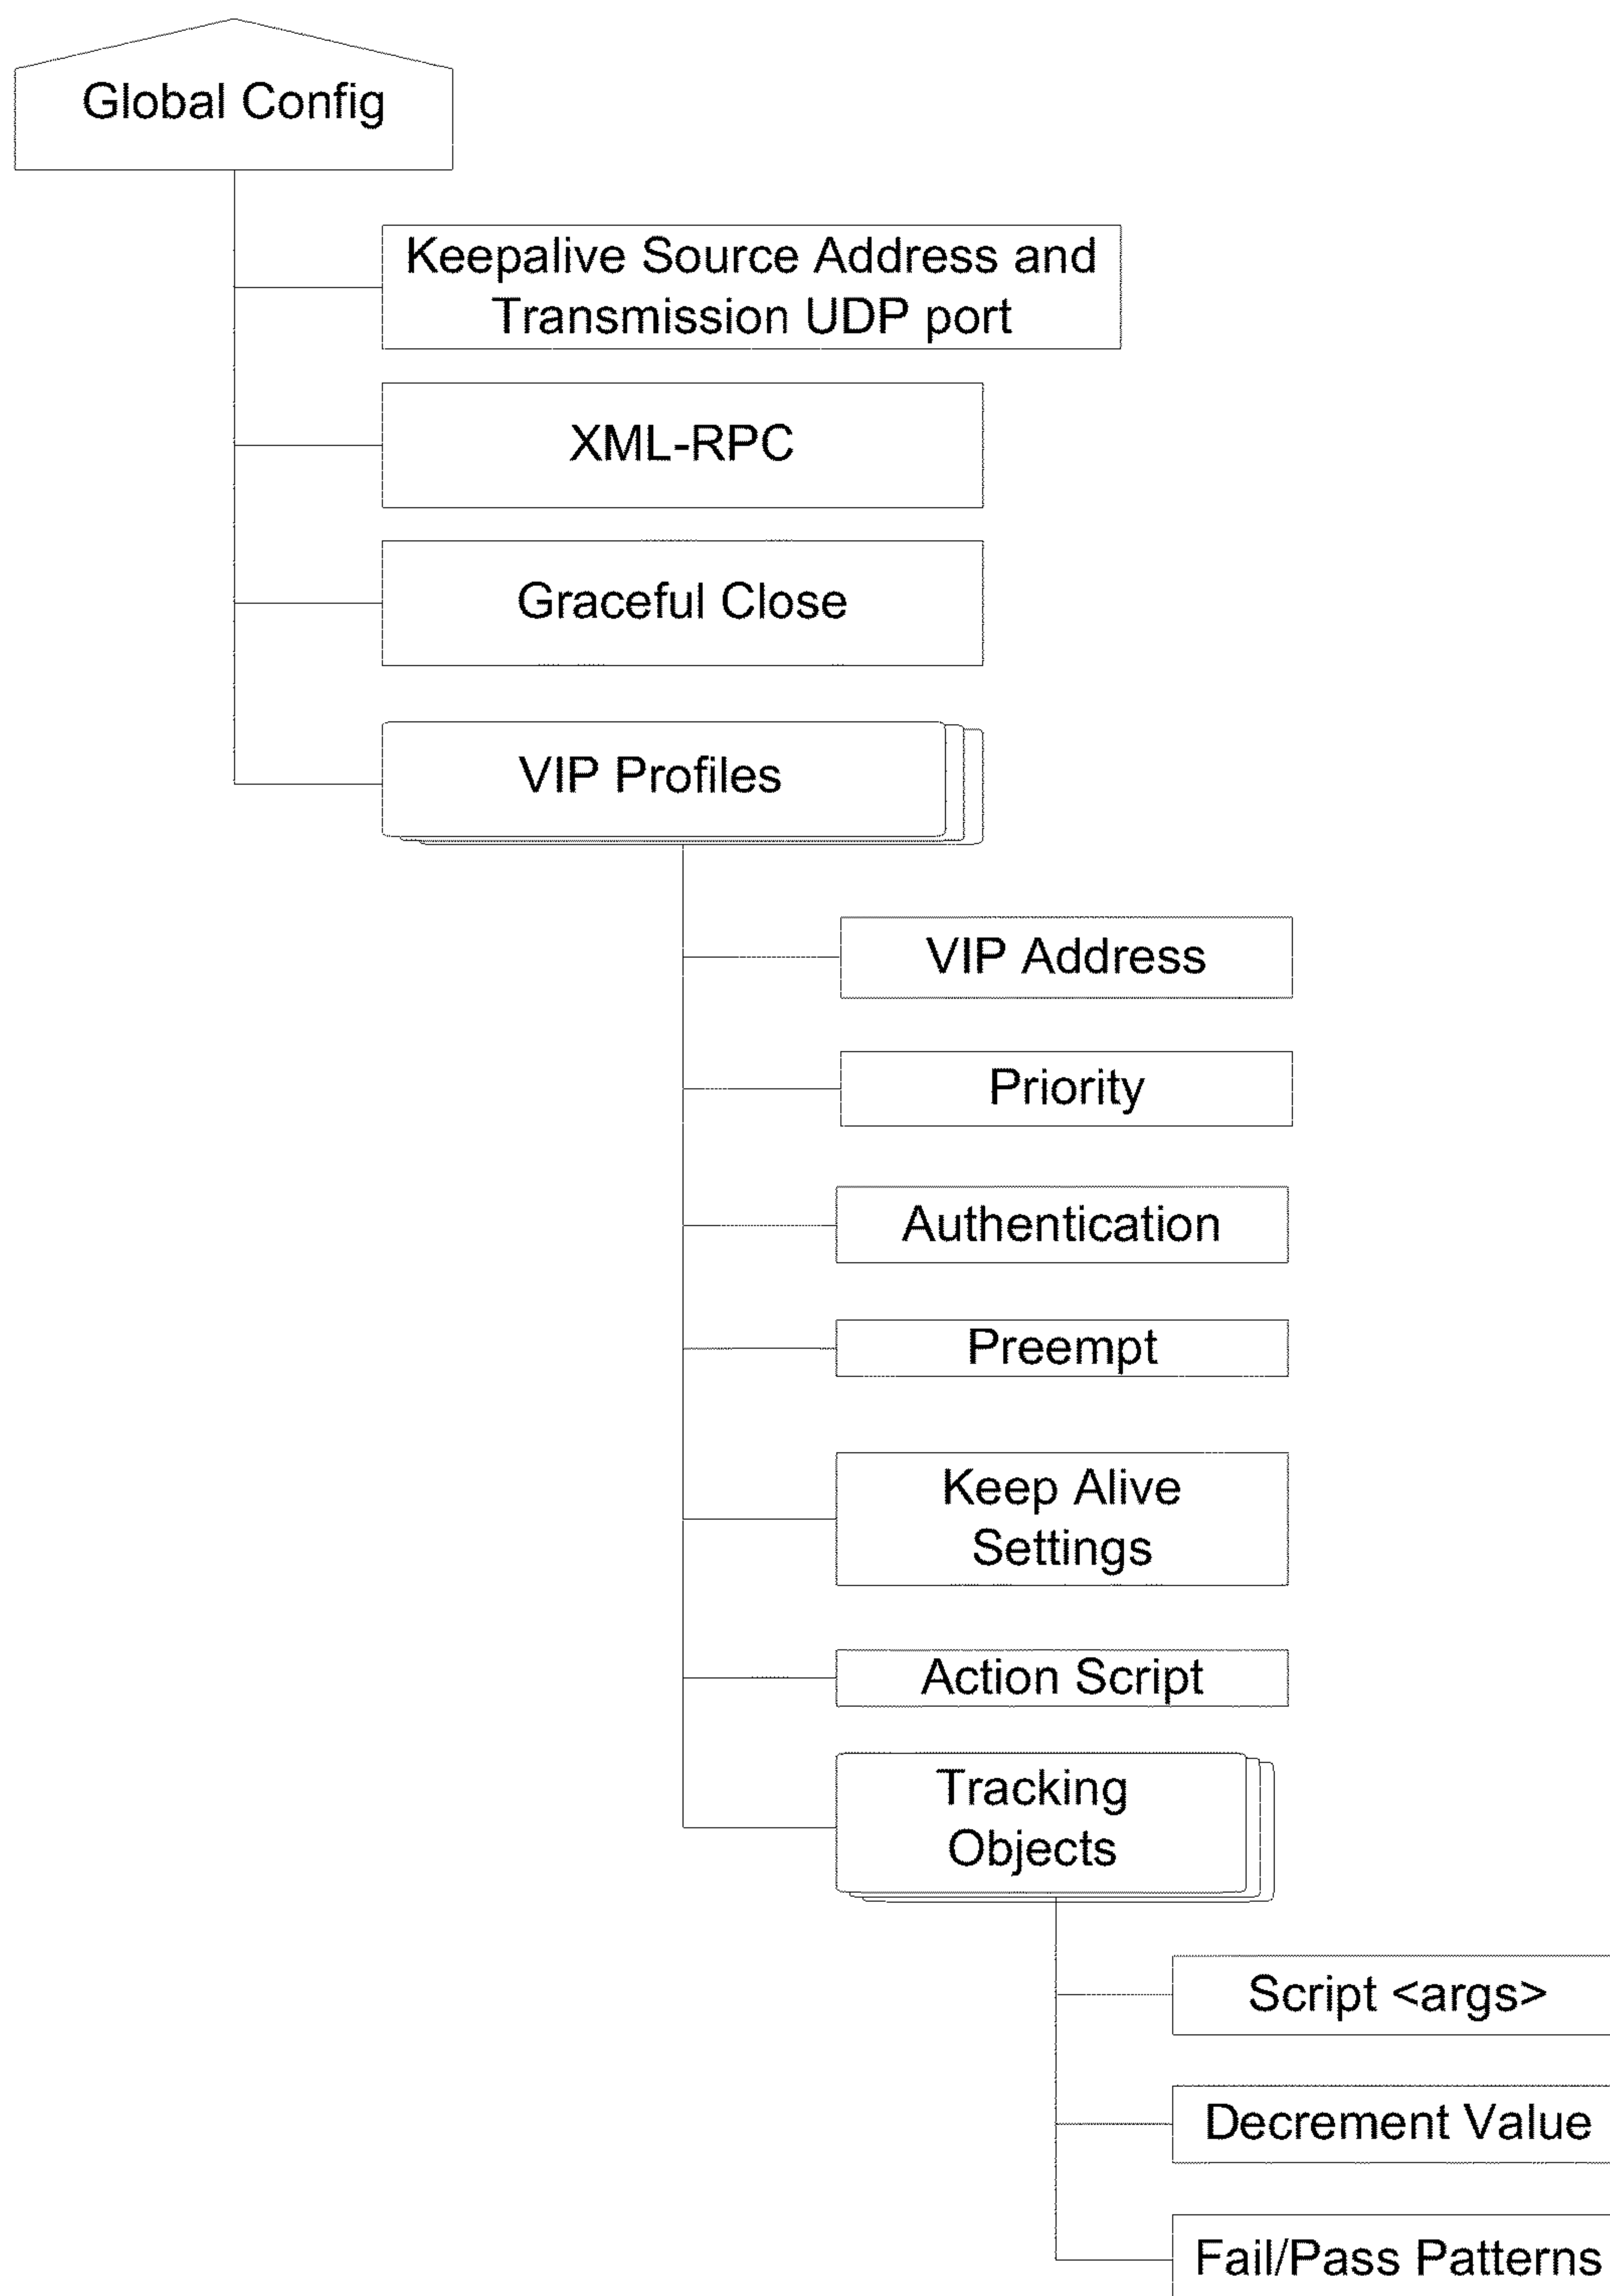 Global Config
Keepalive Source Address and
Transmission UDP port
XML-RPC
Graceful Close
VIP Profiles
VIP Address
Priority
Authentication
Preempt
Keep Alive
Settings
Action Script
Tracking
Objects
Script <args>
Decrement Value
Fail/Pass Patterns